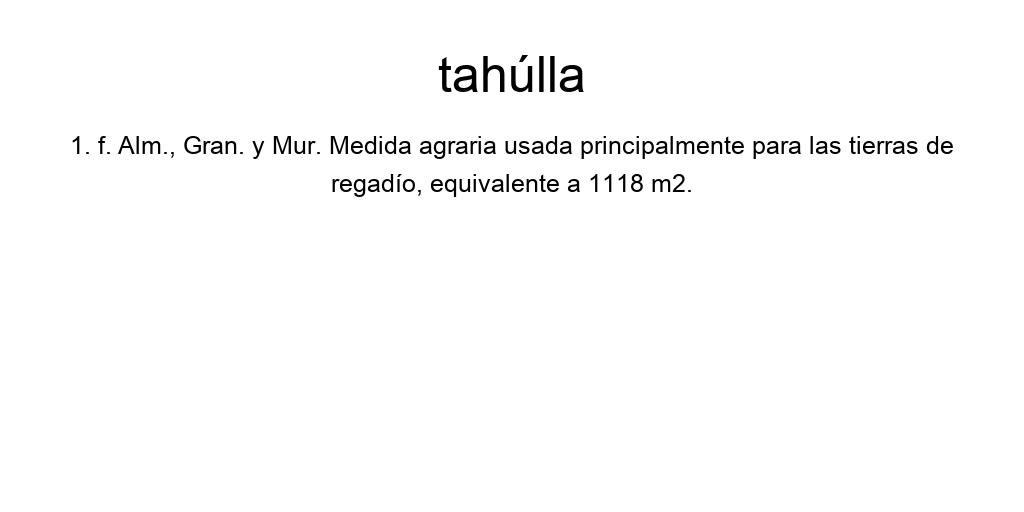 tahúlla
1. f. Alm., Gran. y Mur. Medida agraria usada principalmente para las tierras de
regadío, equivalente a 1118 m2.